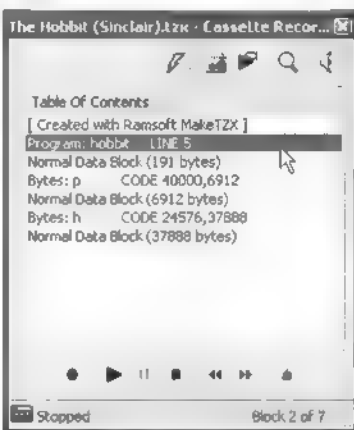 The Hobbit (Sinclair).tzx - Cassette Recor...
Table Of Contents
[ Created with Ramsoft MakeTZX ]
Program: hobbit LINE 5
Normal Data Block (191 bytes)
Bytes: p CODE 40000,6912
Normal Data Block (6912 bytes)
Bytes: h CODE 24576,37888
Normal Data Block (37888 bytes)
Stopped Block 2 of 7